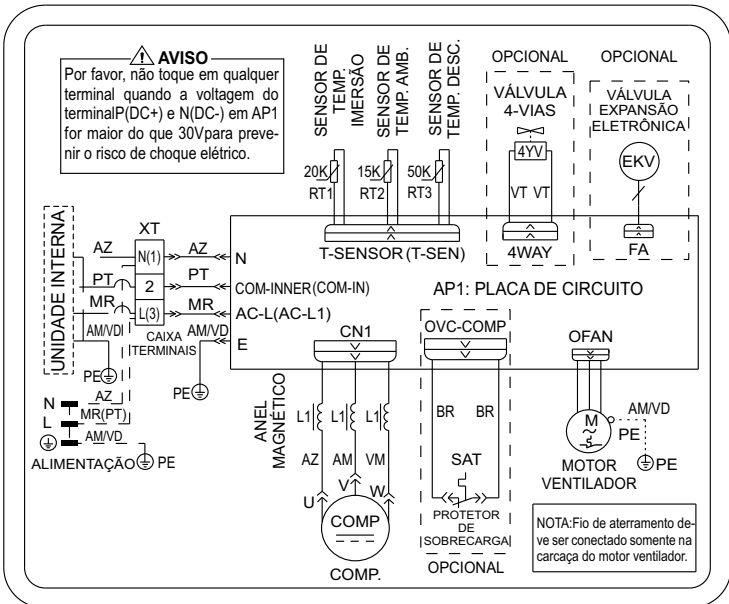 AVISO
Por favor, não toque em qualquer
terminal quando a voltagem do
terminalP(DC+) e N(DC-) em AP1
for maior do que 30Vpara preve-
nir o risco de choque elétrico.
SENSOR DE
TEMP.
IMERSÃO
SENSOR DE
TEMP. AMB.
SENSOR DE
TEMP. DESC.
OPCIONAL
VÁLVULA
4-VIAS
4YV
VT VT
4WAY
OPCIONAL
VÁLVULA
EXPANSÃO
ELETRÔNICA
EKV
FA
20K
RT1
15K
RT2
50K
RT3
T-SENSOR (T-SEN)
UNIDADE INTERNA
XT
AZ
N(1)
AZ
N
PT
2
PT
COM-INNER(COM-IN)
MR
L(3)
MR
AC-L(AC-L1)
AM/VD
CAIXA
TERMINAIS
AM/VD
E
PE
PE
AP1: PLACA DE CIRCUITO
N
AZ
L
MR(PT)
AM/VD
ALIMENTAÇÃO
PE
CN1
ANEL
MAGNÉTICO
L1
L1
L1
AZ
AM
VM
U
V
W
COMP
COMP.
OVC-COMP
BR
BR
SAT
PROTETOR
DE
SOBRECARGA
OPCIONAL
OFAN
M
AM/VD
PE
PE
MOTOR
VENTILADOR
NOTA:Fio de aterramento de-
ve ser conectado somente na
carcaça do motor ventilador.